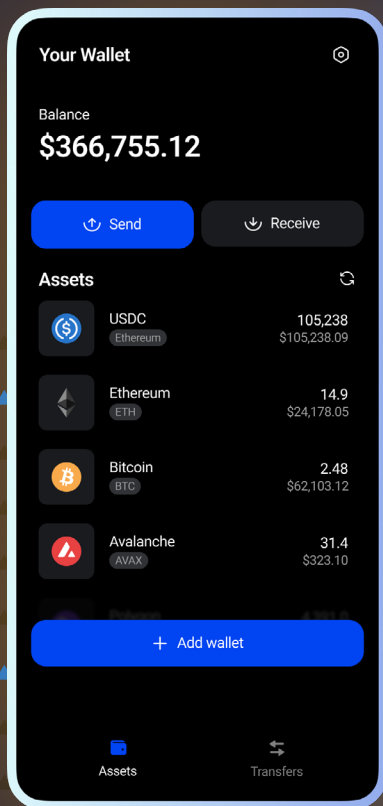 Your Wallet
Balance
$366,755.12
Send
Receive
Assets
USDC
105,238
Ethereum
$105,238.09
Ethereum
14.9
ETH
$24,178.05
Bitcoin
2.48
BTC
$62,103.12
Avalanche
31.4
AVAX
$323.10
Add wallet
Assets
Transfers